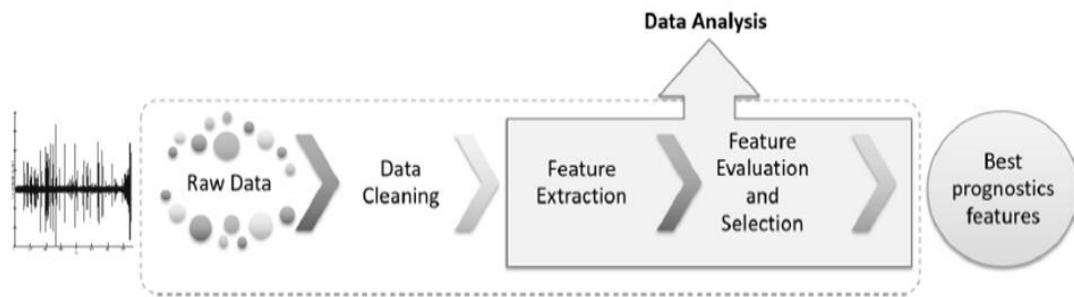 Data Analysis
Raw Data
Data
Cleaning
Feature
Extraction
Feature
Evaluation
and
Selection
Best
prognostics
features